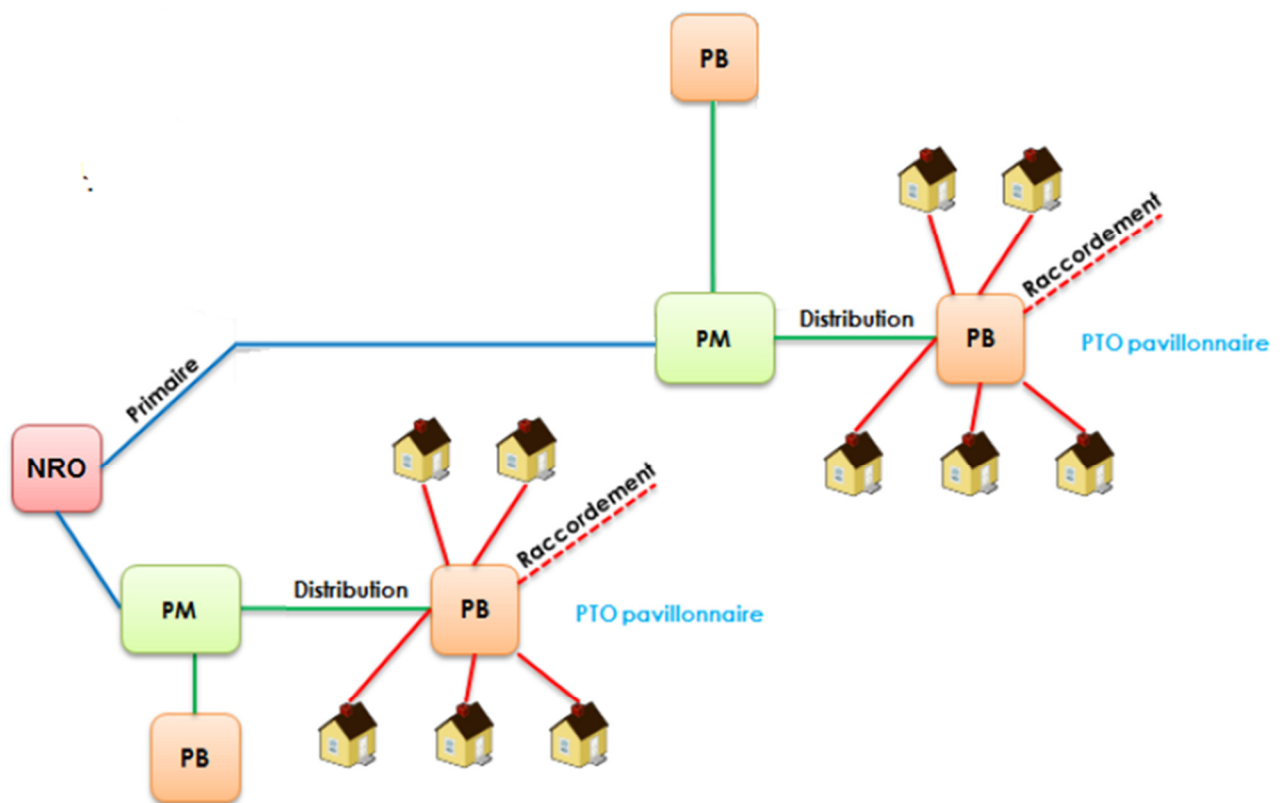 PB
Raccordement
Distribution
PM
PB
PTO pavillonnaire
Primaire
NRO
Raccordement
Distribution
PM
PB
PTO pavillonnaire
PB